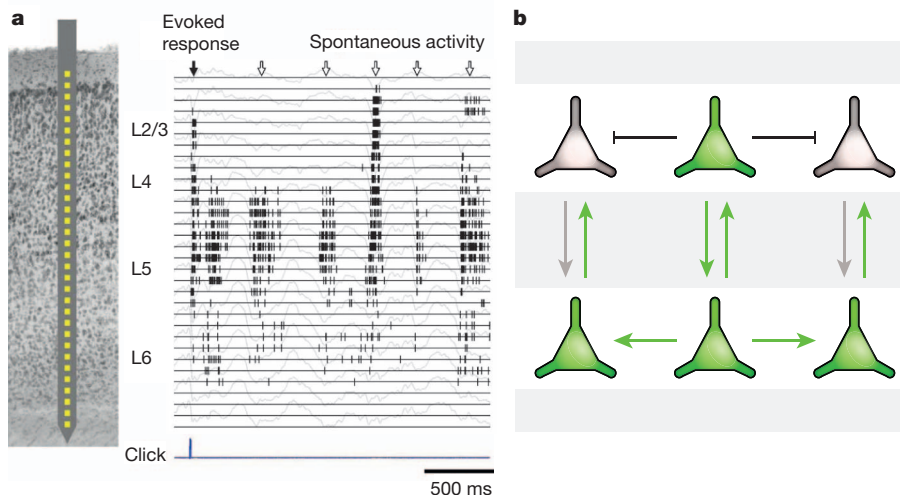 a
Evoked
response
Spontaneous activity
L2/3
L4
L5
L6
Click
500 ms
b